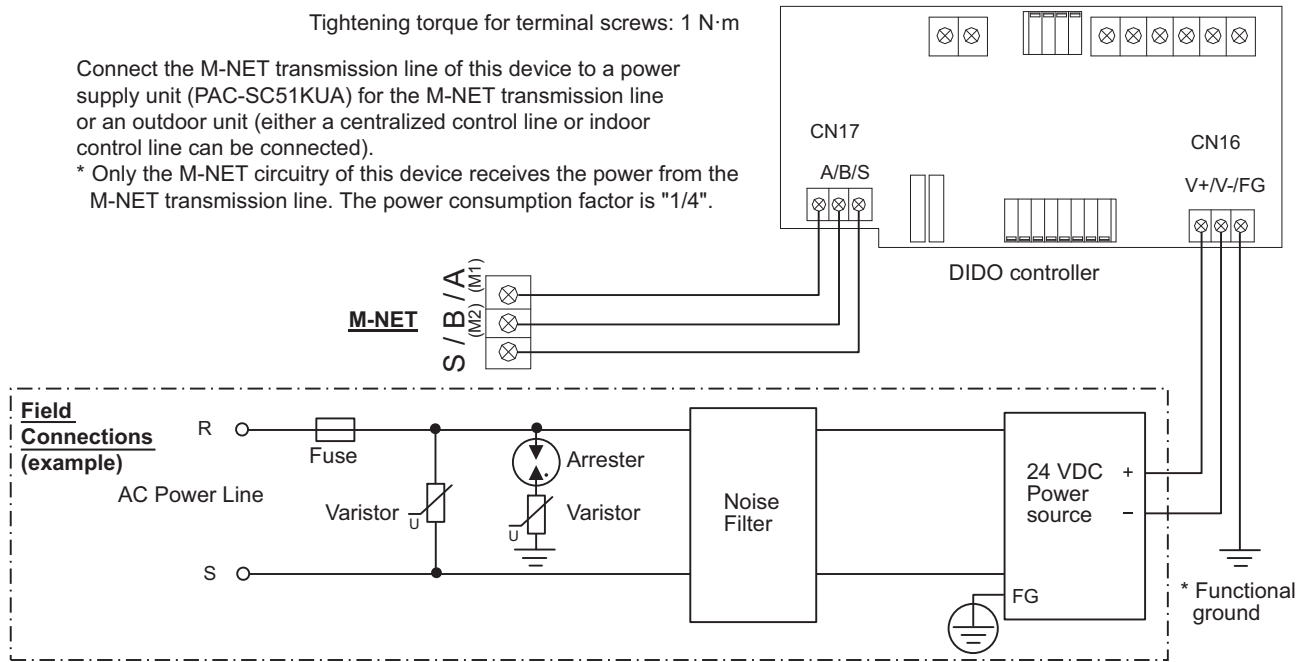 Tightening torque for terminal screws: 1 N·m
Connect the M-NET transmission line of this device to a power
supply unit (PAC-SC51KUA) for the M-NET transmission line
or an outdoor unit (either a centralized control line or indoor
control line can be connected).
* Only the M-NET circuitry of this device receives the power from the
M-NET transmission line. The power consumption factor is "1/4".
CN17
A/B/S
CN16
V+/V-/FG
DIDO controller
M-NET
S / B / A
(M2) (M1)
Field
Connections
(example)
R
Fuse
AC Power Line
Varistor
U
Arrester
Varistor
U
S
Noise
Filter
24 VDC
Power
source
+
−
FG
* Functional
ground